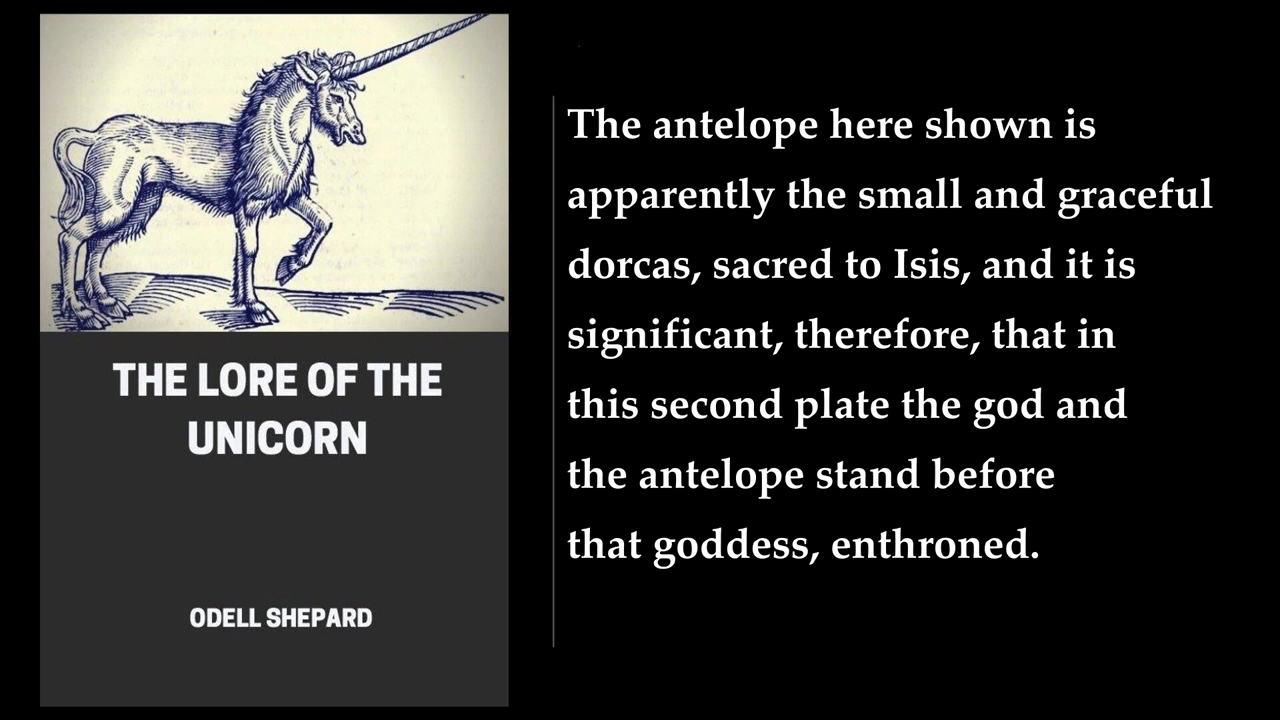 THE LORE OF THE
UNICORN
ODELL SHEPARD
The antelope here shown is
apparently the small and graceful
dorcas, sacred to Isis, and it is
significant, therefore, that in
this second plate the god and
the antelope stand before
that goddess, enthroned.